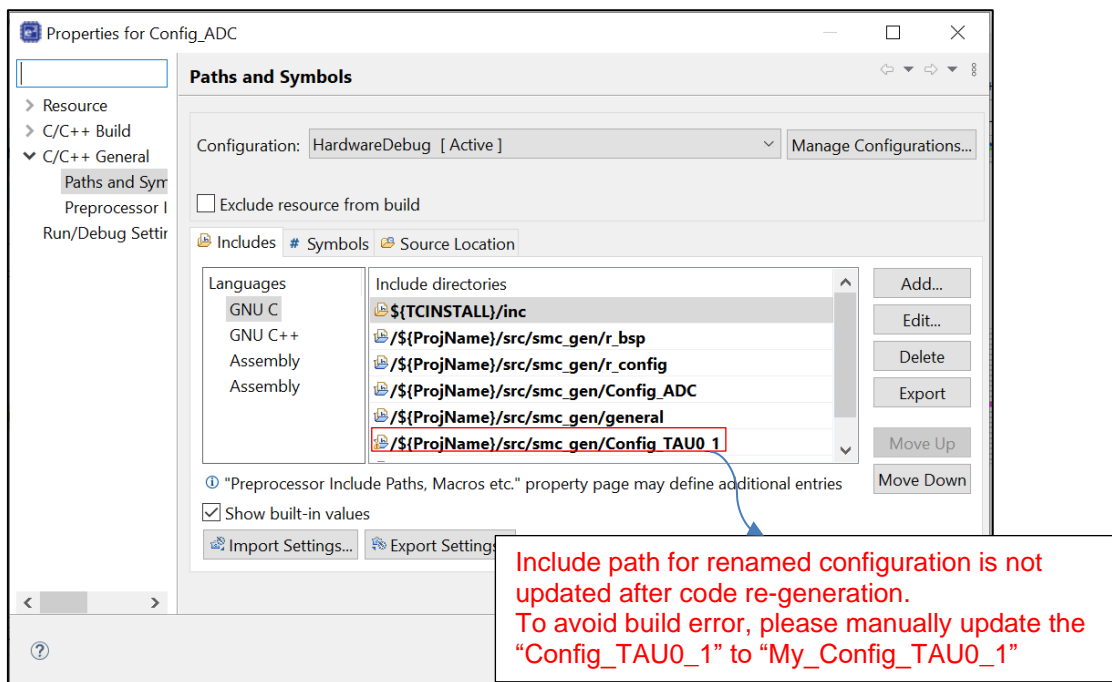 Properties for Config_ADC
Paths and Symbols
Resource
C/C++ Build
C/C++ General
Paths and Sym
Preprocessor I
Run/Debug Settir
Configuration: HardwareDebug [ Active ] Manage Configurations...
Exclude resource from build
Includes # Symbols Source Location
Languages
GNU C
GNU C++
Assembly
Assembly
Include directories
${TCINSTALL}/inc
/${ProjName}/src/smc_gen/r_bsp
/${ProjName}/src/smc_gen/r_config
/${ProjName}/src/smc_gen/Config_ADC
/${ProjName}/src/smc_gen/general
/${ProjName}/src/smc_gen/Config_TAU0_1
Add...
Edit...
Delete
Export
Move Up
Move Down
"Preprocessor Include Paths, Macros etc." property page may define additional entries
Show built-in values
Import Settings... Export Settings
Include path for renamed configuration is not
updated after code re-generation.
To avoid build error, please manually update the
“Config_TAU0_1” to “My_Config_TAU0_1”